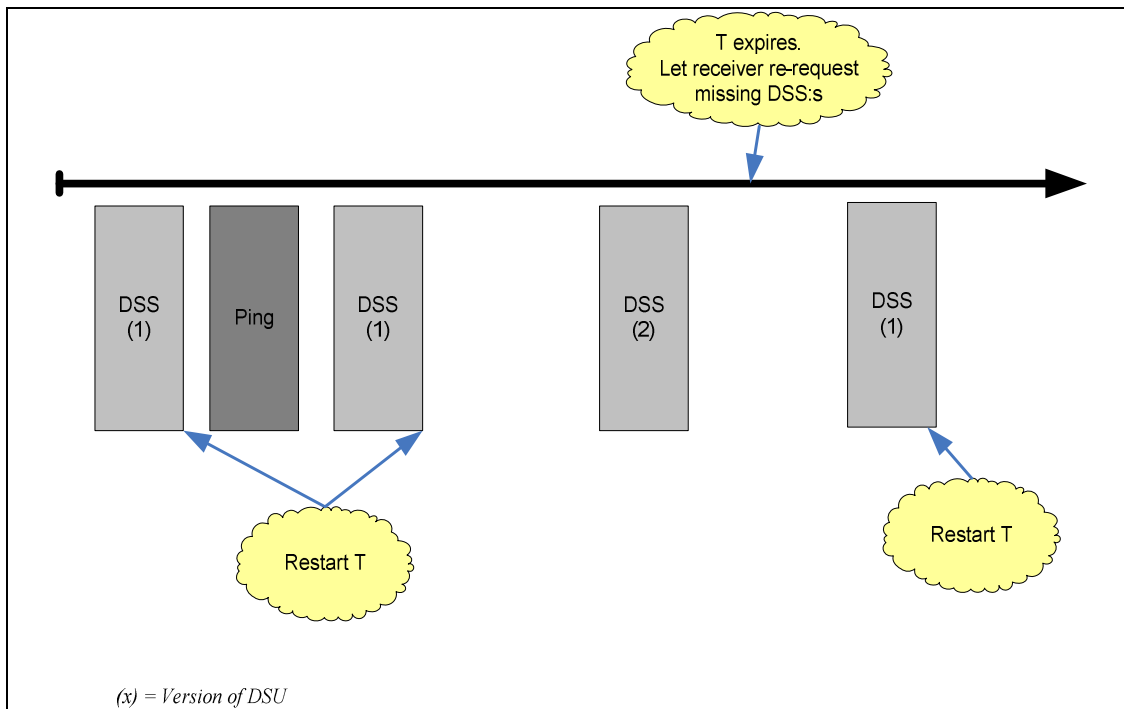 T expires.
Let receiver re-request
missing DSS:s
DSS
(1)
Ping
DSS
(1)
DSS
(2)
DSS
(1)
Restart T
Restart T
(x) = Version of DSU